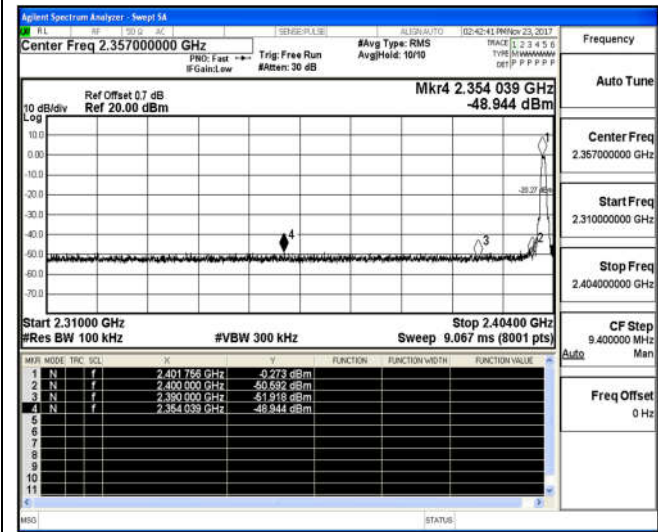 Agilent Spectrum Analyzer - Swept SA
RL RF 50 Ω AC SENSE:PULSE ALIGNAUTO 02:42:41 PM Nov 23, 2017
Center Freq 2.357000000 GHz
#Avg Type: RMS
TRACE 1 2 3 4 5 6
PNO: Fast Trig: Free Run
Avg|Hold: 10/10
TYPE
IFGain:Low #Atten: 30 dB
DET P P P P P P
Mkr4 2.354 039 GHz
-48.944 dBm
Ref Offset 0.7 dB
10 dB/div Ref 20.00 dBm
Log
10.0
0.00
-10.0
-20.0
-30.0
-40.0
-50.0
-60.0
-70.0
1
-20.27 dBm
4
3
2
Start 2.31000 GHz Stop 2.40400 GHz
#Res BW 100 kHz #VBW 300 kHz Sweep 9.067 ms (8001 pts)
MKR MODE TRC SCL X Y FUNCTION FUNCTION WIDTH FUNCTION VALUE
1 N f 2.401 756 GHz -0.273 dBm
2 N f 2.400 000 GHz -50.592 dBm
3 N f 2.390 000 GHz -51.918 dBm
4 N f 2.354 039 GHz -48.944 dBm
5
6
7
8
9
10
11
MSG STATUS
Frequency
Auto Tune
Center Freq
2.357000000 GHz
Start Freq
2.310000000 GHz
Stop Freq
2.404000000 GHz
CF Step
9.400000 MHz
Auto Man
Freq Offset
0 Hz